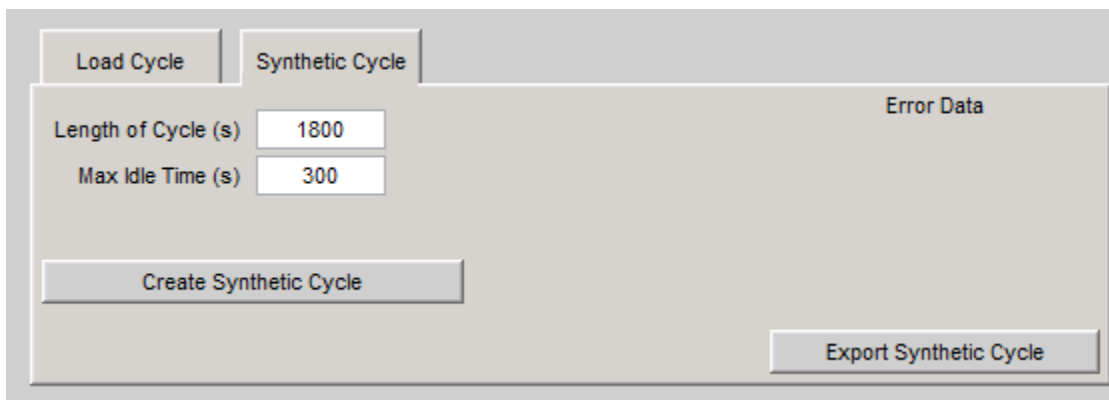 Load Cycle
Synthetic Cycle
Error Data
Length of Cycle (s) 1800
Max Idle Time (s) 300
Create Synthetic Cycle
Export Synthetic Cycle